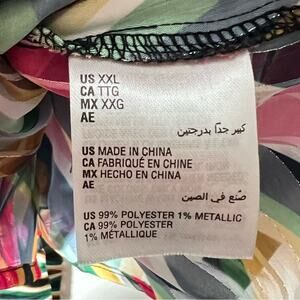 US XXL
CA TTG
MX XXG
AE
كبير جداً بدرجتين
US MADE IN CHINA
CA FABRIQUÉ EN CHINE
MX HECHO EN CHINA
AE
صنع في الصين
US 99% POLYESTER 1% METALLIC
CA 99% POLYESTER
1% MÉTALLIQUE